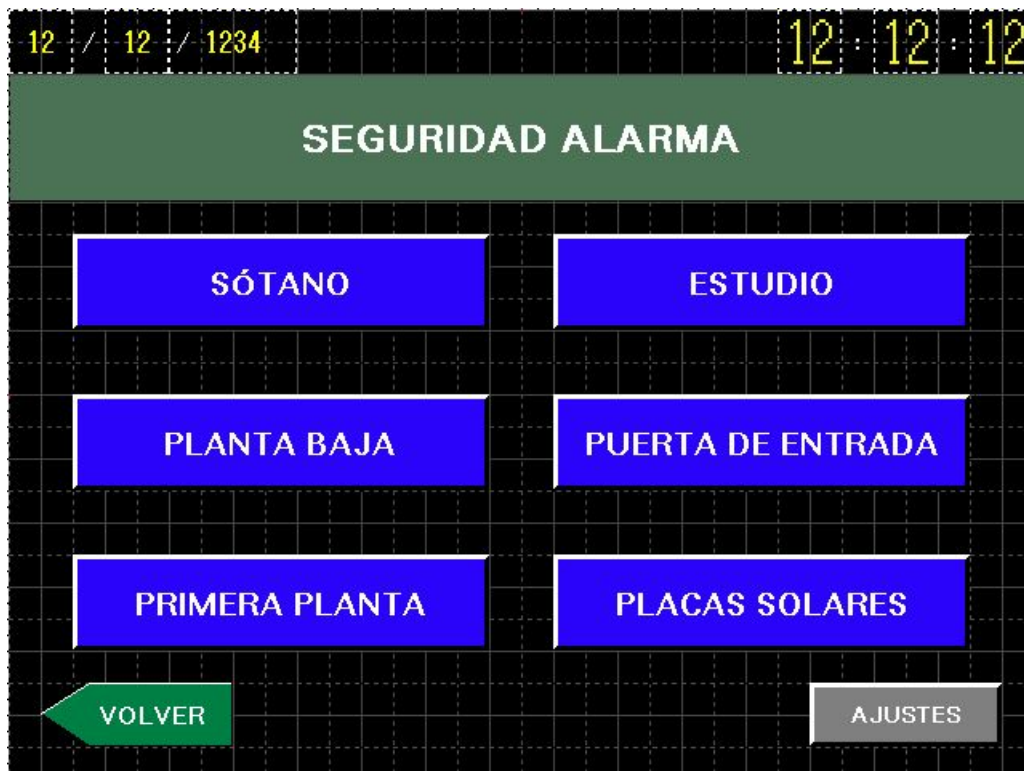 12 / 12 / 1234 12 : 12 : 12
SEGURIDAD ALARMA
SÓTANO ESTUDIO
PLANTA BAJA PUERTA DE ENTRADA
PRIMERA PLANTA PLACAS SOLARES
VOLVER AJUSTES